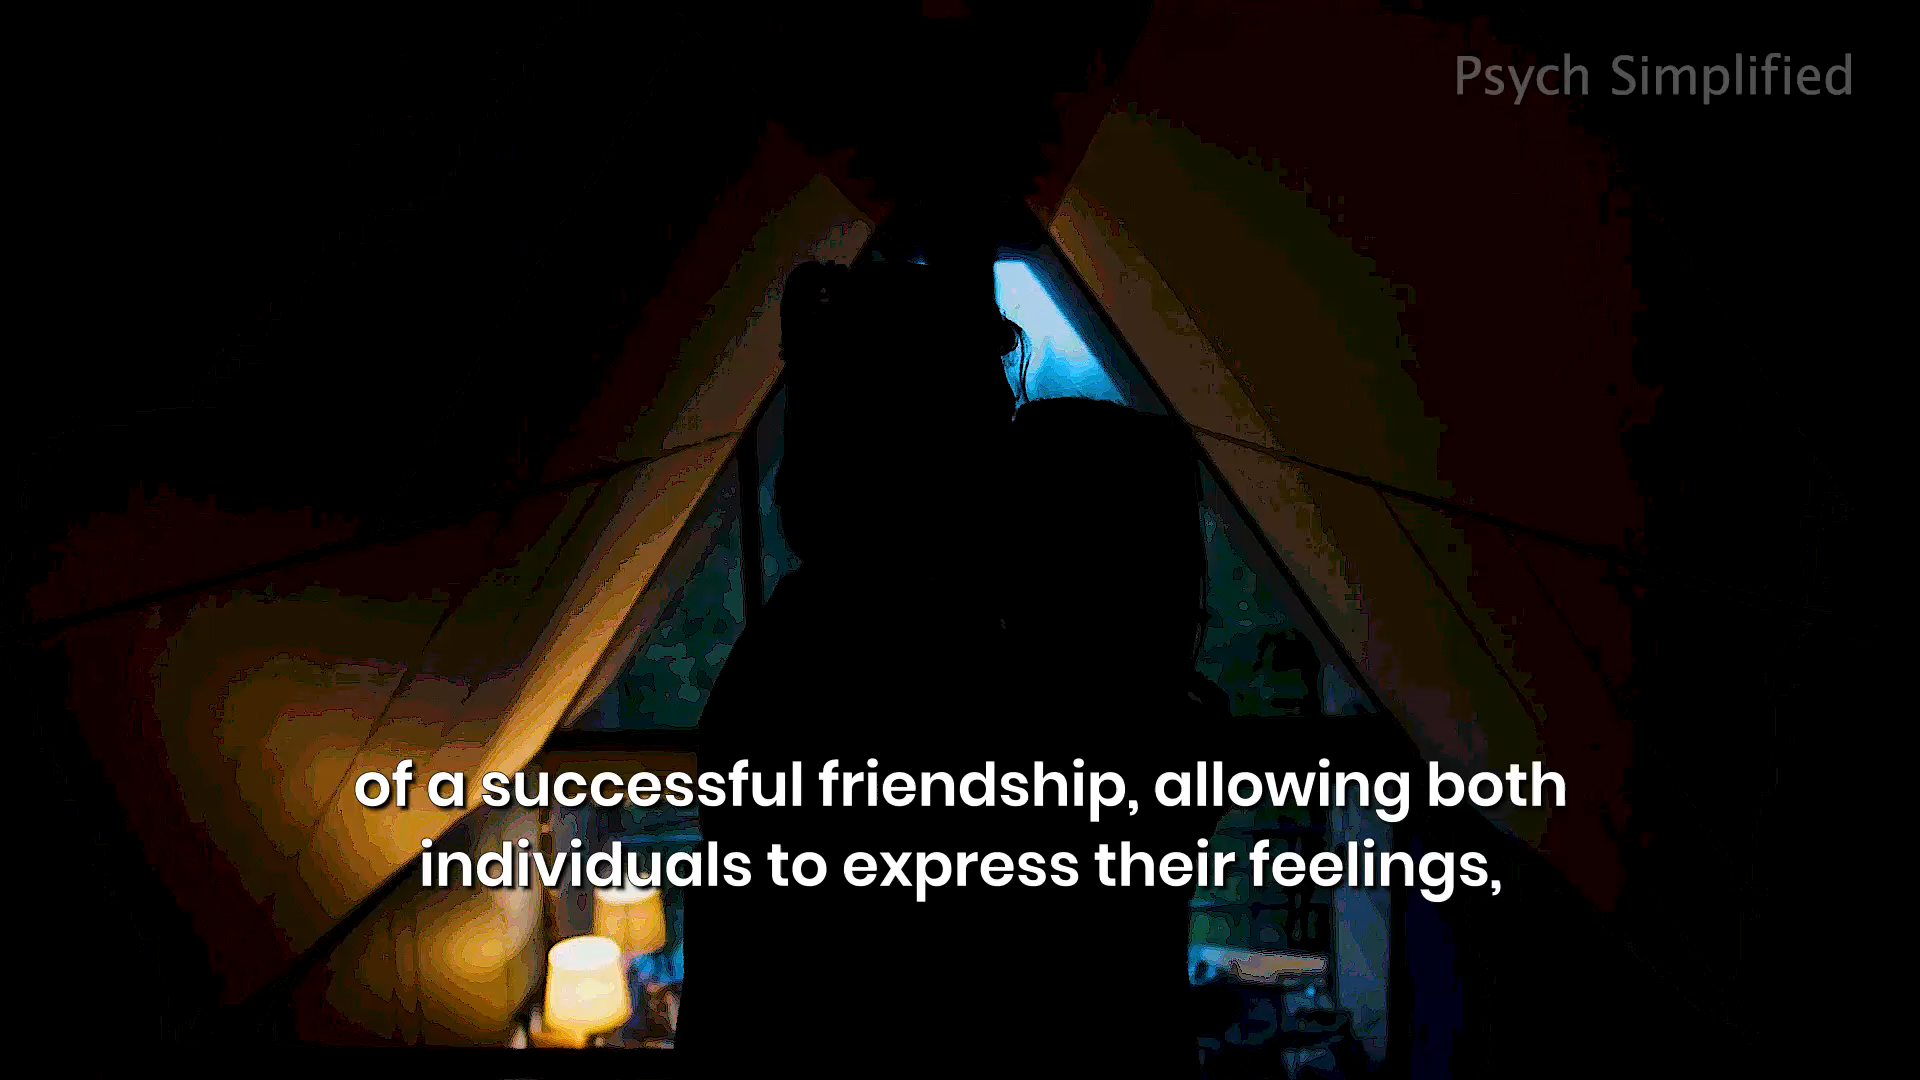 Psych Simplified
of a successful friendship, allowing both
individuals to express their feelings,